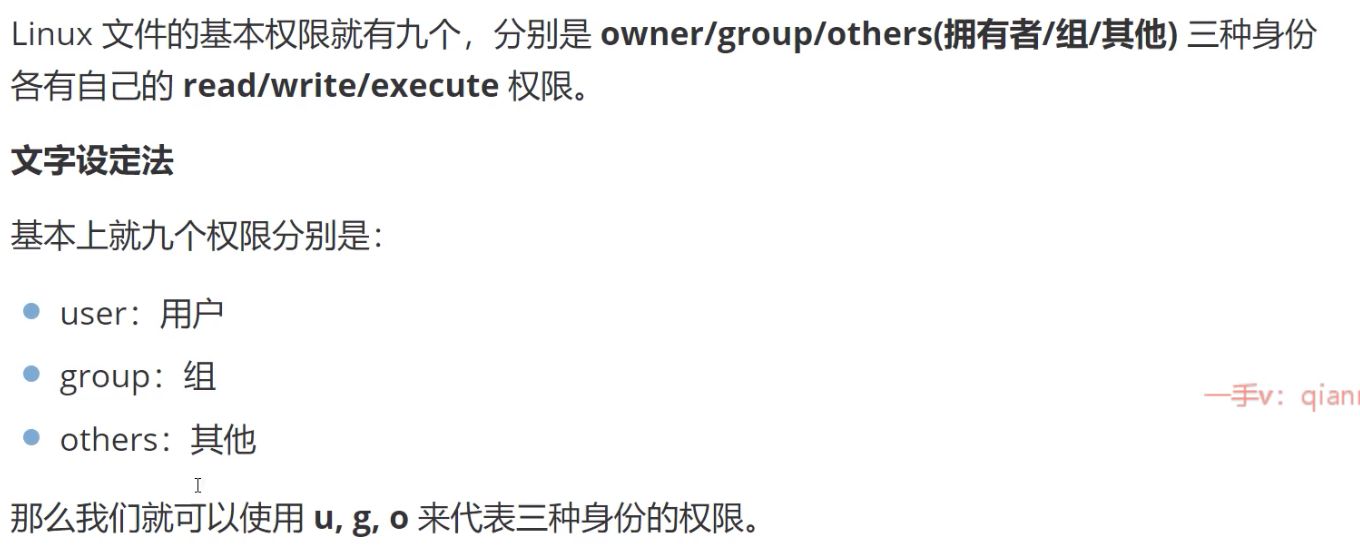 Linux 文件的基本权限就有九个，分别是 owner/group/others(拥有者/组/其他) 三种身份
各有自己的 read/write/execute 权限。
文字设定法
基本上就九个权限分别是：
user：用户
group：组
一手v：qian
others：其他
那么我们就可以使用 u, g, o 来代表三种身份的权限。